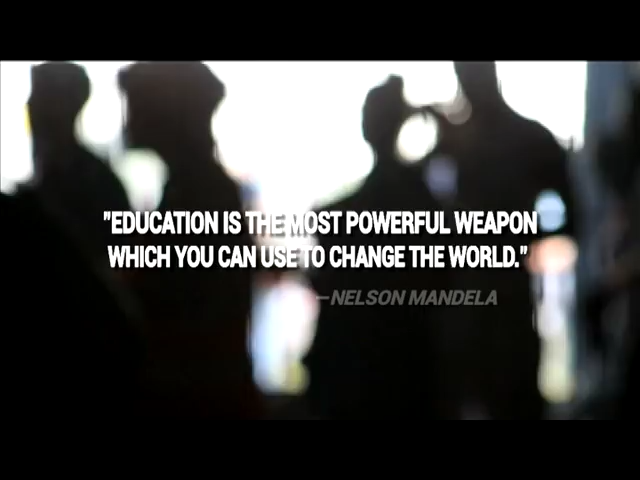 "EDUCATION IS THE MOST POWERFUL WEAPON
WHICH YOU CAN USE TO CHANGE THE WORLD."
—NELSON MANDELA